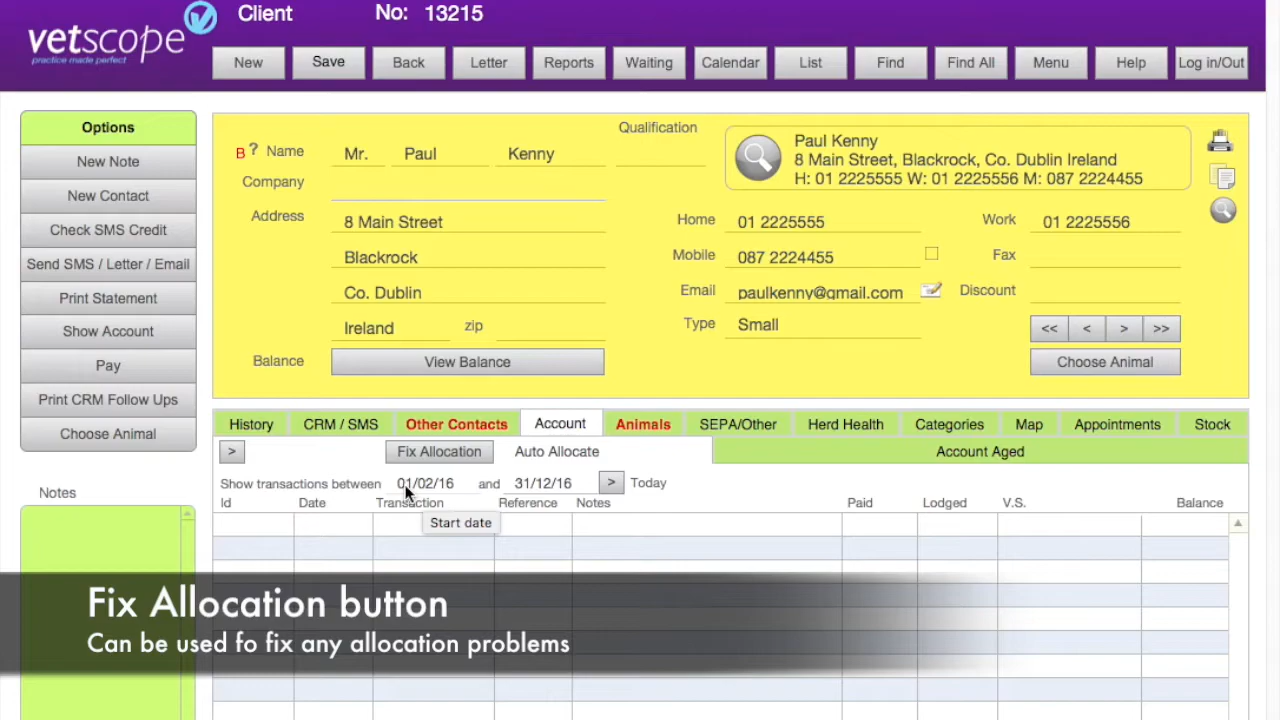 vetscope
practice made perfect
Client No: 13215
New Save Back Letter Reports Waiting Calendar List Find Find All Menu Help Log in/Out
Options
New Note
New Contact
Check SMS Credit
Send SMS / Letter / Email
Print Statement
Show Account
Pay
Print CRM Follow Ups
Choose Animal
Notes
Qualification
B ? Name Mr. Paul Kenny
Company
Address 8 Main Street
Blackrock
Co. Dublin
Ireland zip
Balance View Balance
Paul Kenny
8 Main Street, Blackrock, Co. Dublin Ireland
H: 01 2225555 W: 01 2225556 M: 087 2224455
Home 01 2225555 Work 01 2225556
Mobile 087 2224455 Fax
Email paulkenny@gmail.com Discount
Type Small
<< < > >>
Choose Animal
History CRM / SMS Other Contacts Account Animals SEPA/Other Herd Health Categories Map Appointments Stock
> Fix Allocation Auto Allocate Account Aged
Show transactions between 01/02/16 and 31/12/16 > Today
Id Date Transaction Reference Notes Paid Lodged V.S. Balance
Start date
Fix Allocation button
Can be used fo fix any allocation problems